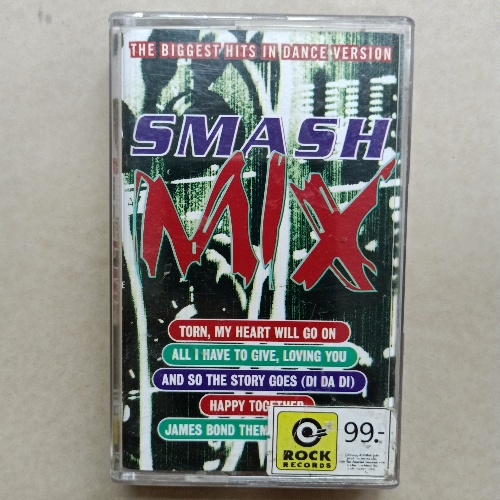 THE BIGGEST HITS IN DANCE VERSION
SMASH
MIX
TORN, MY HEART WILL GO ON
ALL I HAVE TO GIVE, LOVING YOU
AND SO THE STORY GOES (DI DA DI)
HAPPY TOGETHER
JAMES BOND THEM
ROCK
RECORDS
99.-